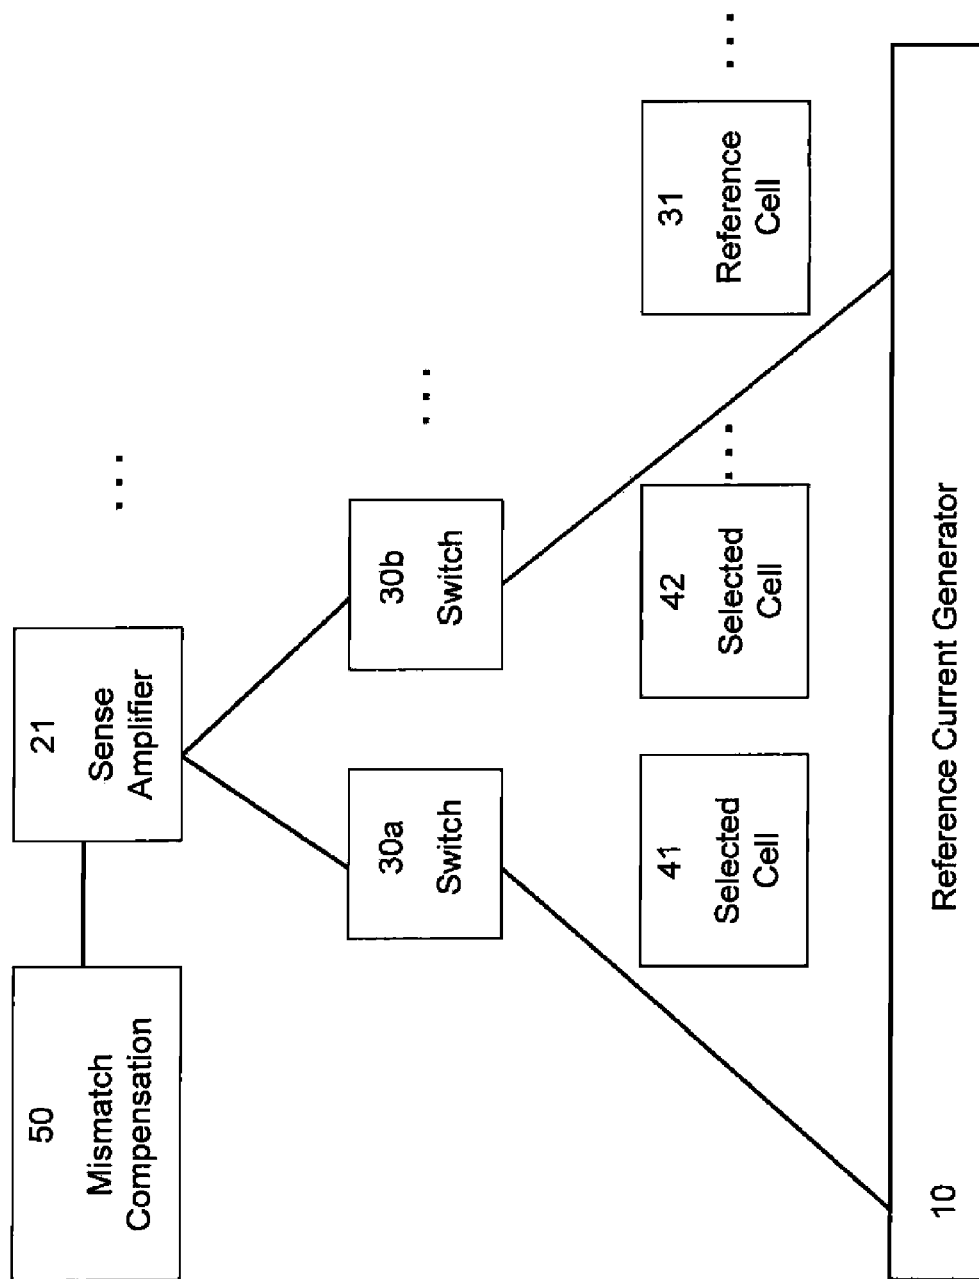 50
Mismatch
Compensation
21
Sense
Amplifier
...
30a
Switch
30b
Switch
...
41
Selected
Cell
42
Selected
Cell
...
31
Reference
Cell
...
10
Reference Current Generator